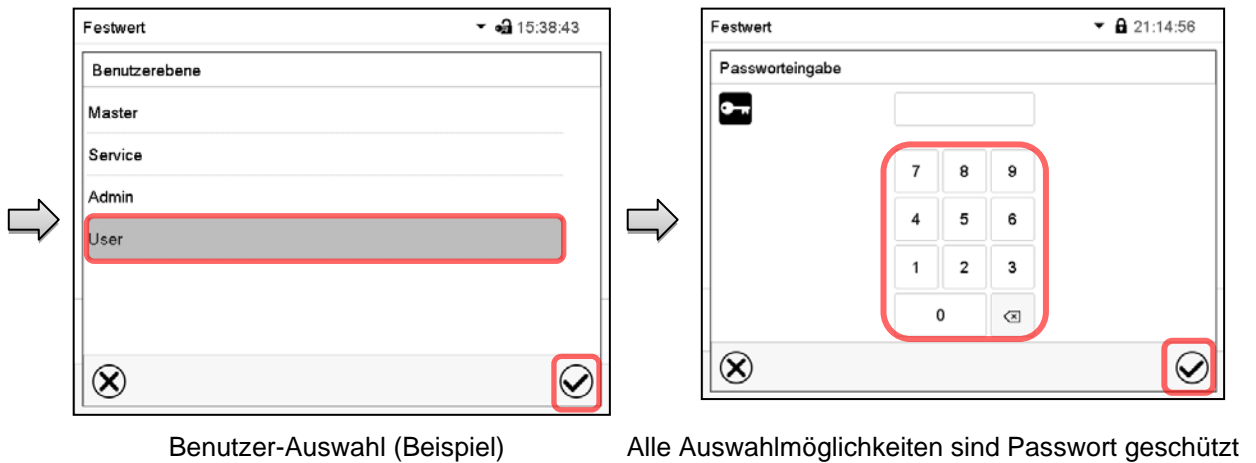 Festwert 15:38:43
Benutzerebene
Master
Service
Admin
User
Festwert 21:14:56
Passworteingabe
7 8 9
4 5 6
1 2 3
0
Benutzer-Auswahl (Beispiel)
Alle Auswahlmöglichkeiten sind Passwort geschützt